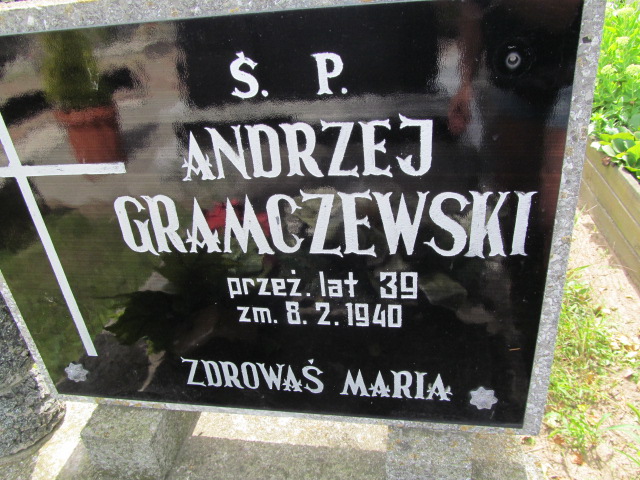 Ś. P.
ANDRZEJ
GRAMCZEWSKI
przeż. lat 39
zm. 8. 2. 1940
ZDROWAŚ MARIA